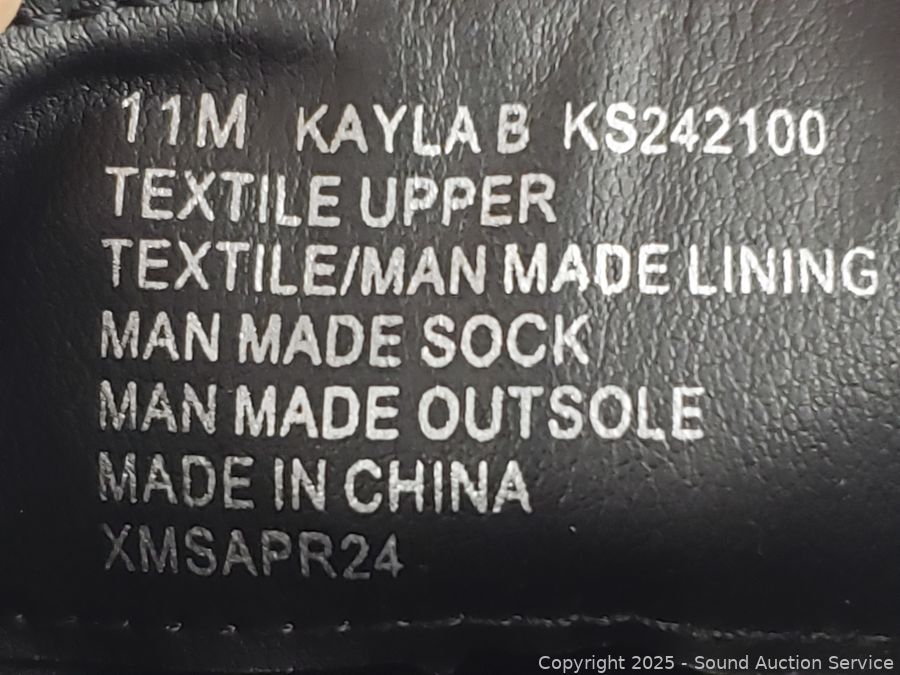 11M KAYLA B KS242100
TEXTILE UPPER
TEXTILE/MAN MADE LINING
MAN MADE SOCK
MAN MADE OUTSOLE
MADE IN CHINA
XMSAPR24
Copyright 2025 - Sound Auction Service